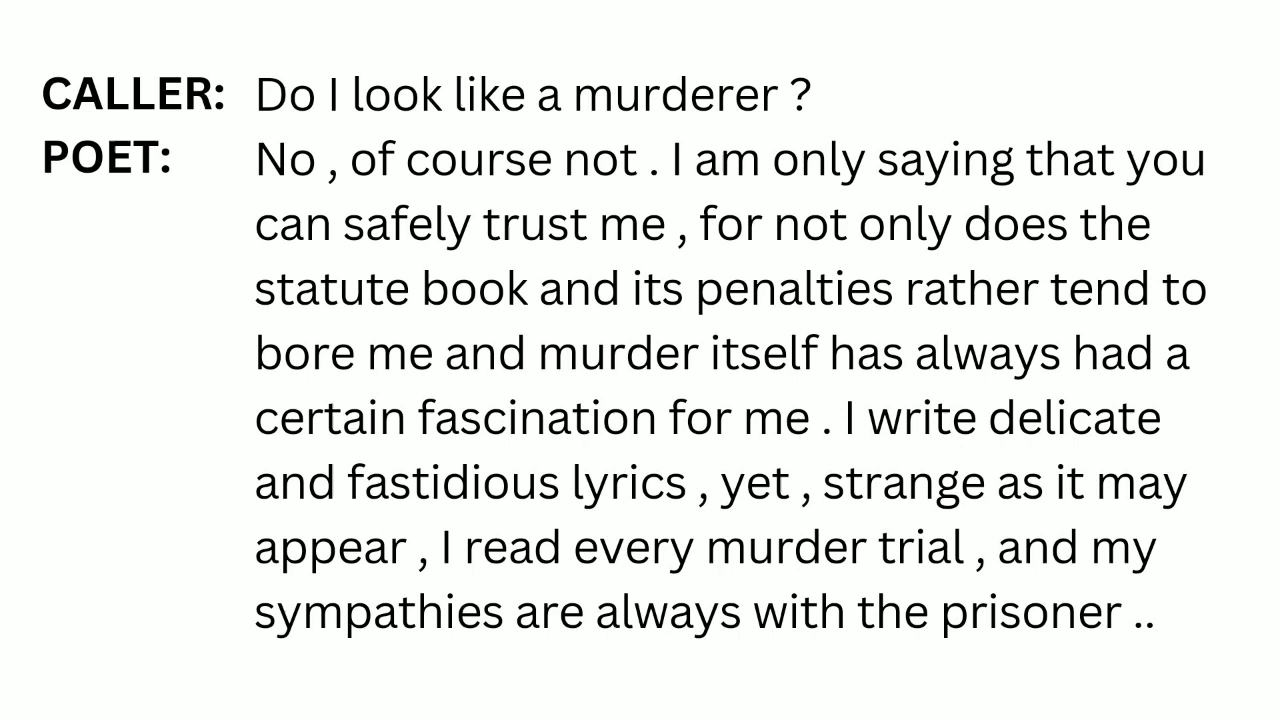 CALLER: Do I look like a murderer ?
POET: No , of course not . I am only saying that you
can safely trust me , for not only does the
statute book and its penalties rather tend to
bore me and murder itself has always had a
certain fascination for me . I write delicate
and fastidious lyrics , yet , strange as it may
appear , I read every murder trial , and my
sympathies are always with the prisoner ..